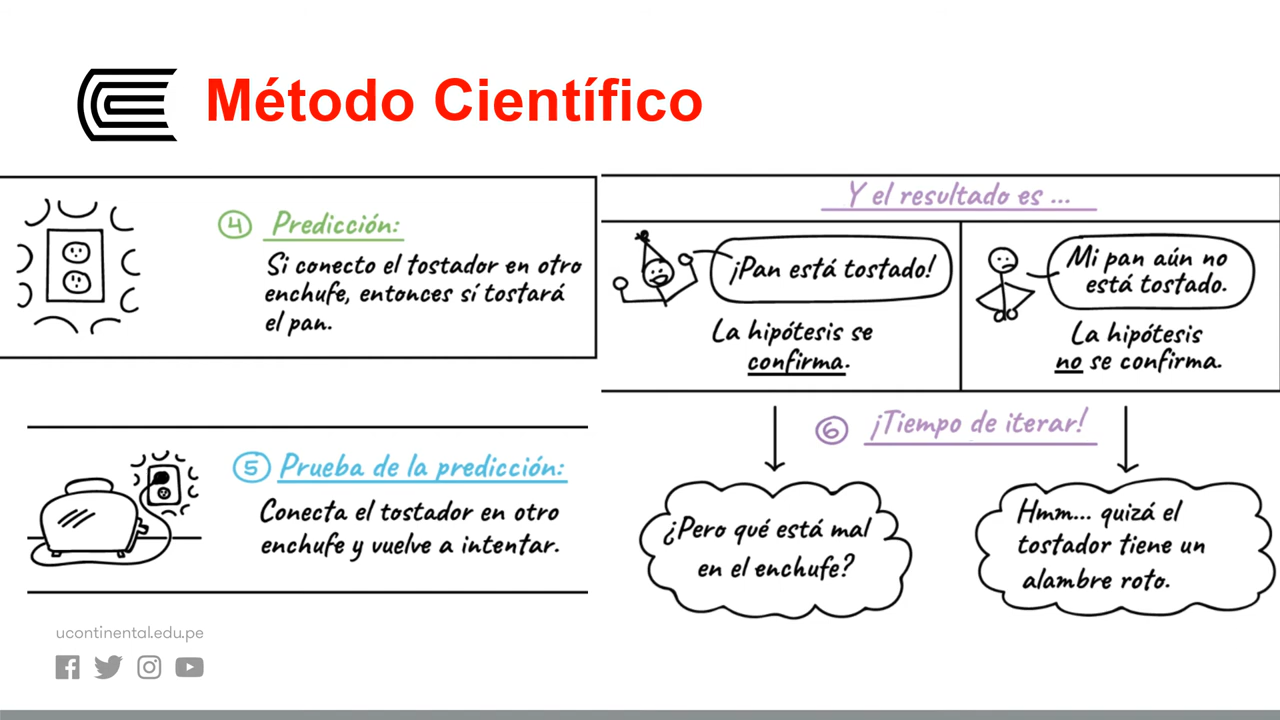 Método Científico
4 Predicción:
Si conecto el tostador en otro
enchufe, entonces sí tostará
el pan.
5 Prueba de la predicción:
Conecta el tostador en otro
enchufe y vuelve a intentar.
Y el resultado es ...
¡Pan está tostado!
La hipótesis se
confirma.
Mi pan aún no
está tostado.
La hipótesis
no se confirma.
6 ¡Tiempo de iterar!
¿Pero qué está mal
en el enchufe?
Hmm... quizá el
tostador tiene un
alambre roto.
ucontinental.edu.pe